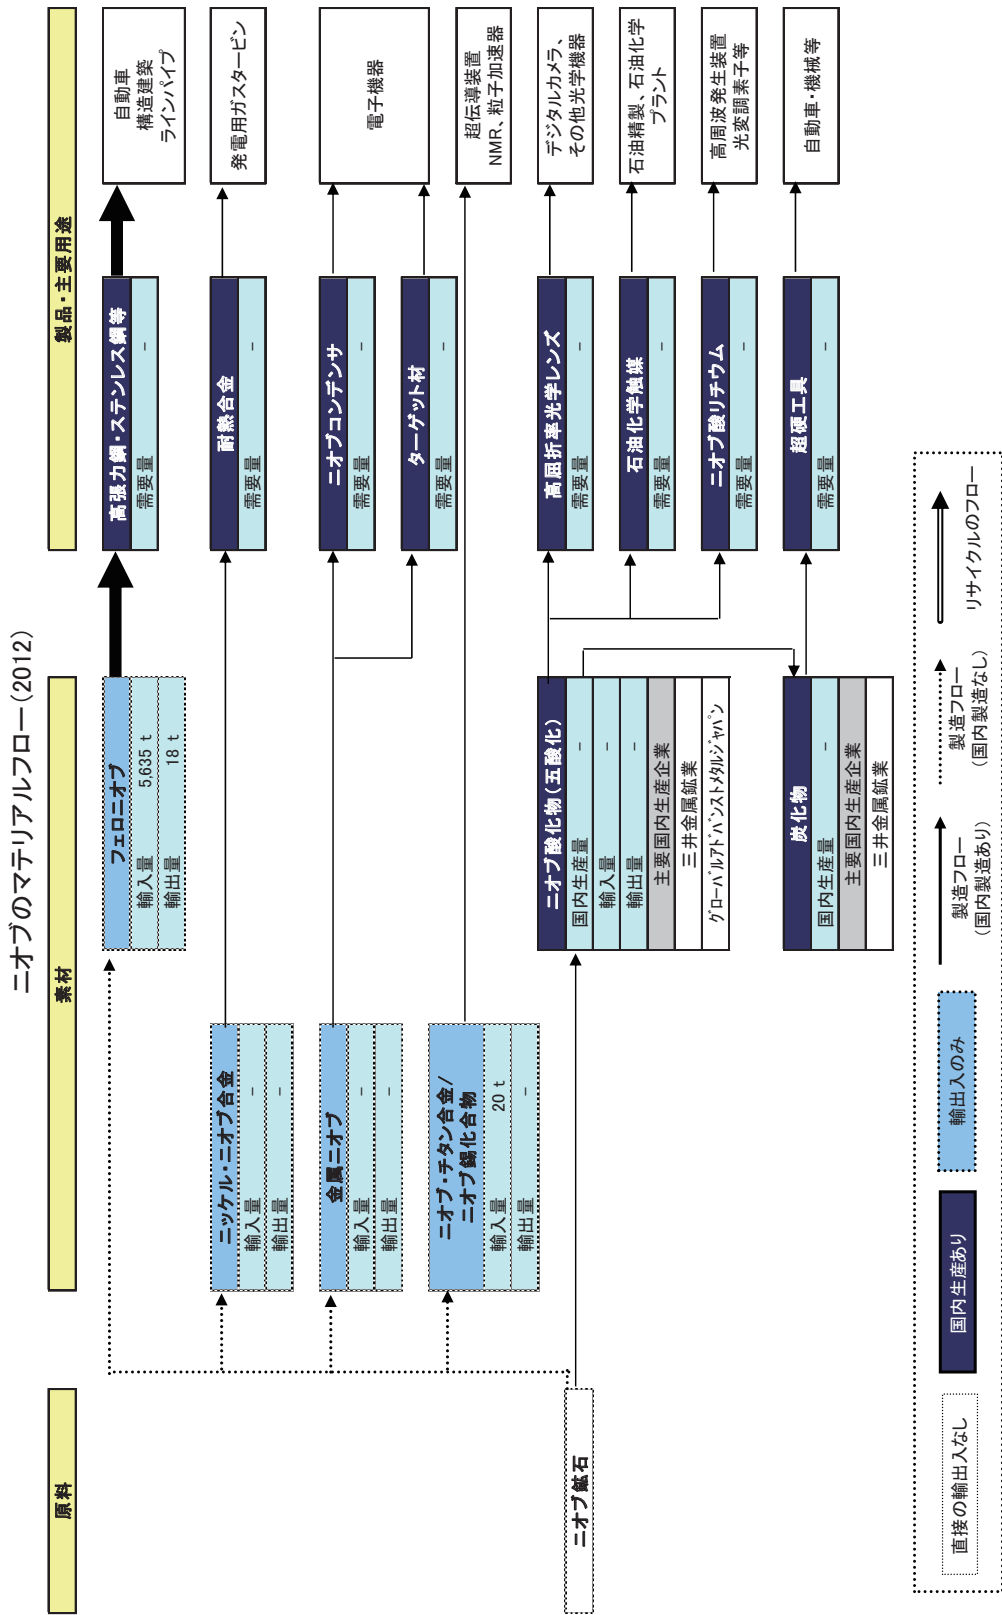 ニオブのマテリアルフロー(2012)
原料
素材
製品・主要用途
ニオブ鉱石
フェロニオブ
輸入量 5,635 t
輸出量 18 t
高張力鋼・ステンレス鋼等
需要量 －
自動車
構造建築
ラインパイプ
ニッケル・ニオブ合金
輸入量 －
輸出量 －
耐熱合金
需要量 －
発電用ガスタービン
金属ニオブ
輸入量 －
輸出量 －
ニオブコンデンサ
需要量 －
電子機器
ターゲット材
需要量 －
ニオブ・チタン合金/
ニオブ錫化合物
輸入量 20 t
輸出量 －
超伝導装置
NMR、粒子加速器
ニオブ酸化物(五酸化)
国内生産量 －
輸入量 －
輸出量 －
主要国内生産企業
三井金属鉱業
グローバルアドバンストメタルジャパン
高屈折率光学レンズ
需要量 －
デジタルカメラ、
その他光学機器
石油化学触媒
需要量 －
石油精製、石油化学
プラント
ニオブ酸リチウム
需要量 －
高周波発生装置
光変調素子等
炭化物
国内生産量 －
主要国内生産企業
三井金属鉱業
超硬工具
需要量 －
自動車・機械等
直接の輸出入なし
国内生産あり
輸出入のみ
製造フロー
(国内製造あり)
製造フロー
(国内製造なし)
リサイクルのフロー